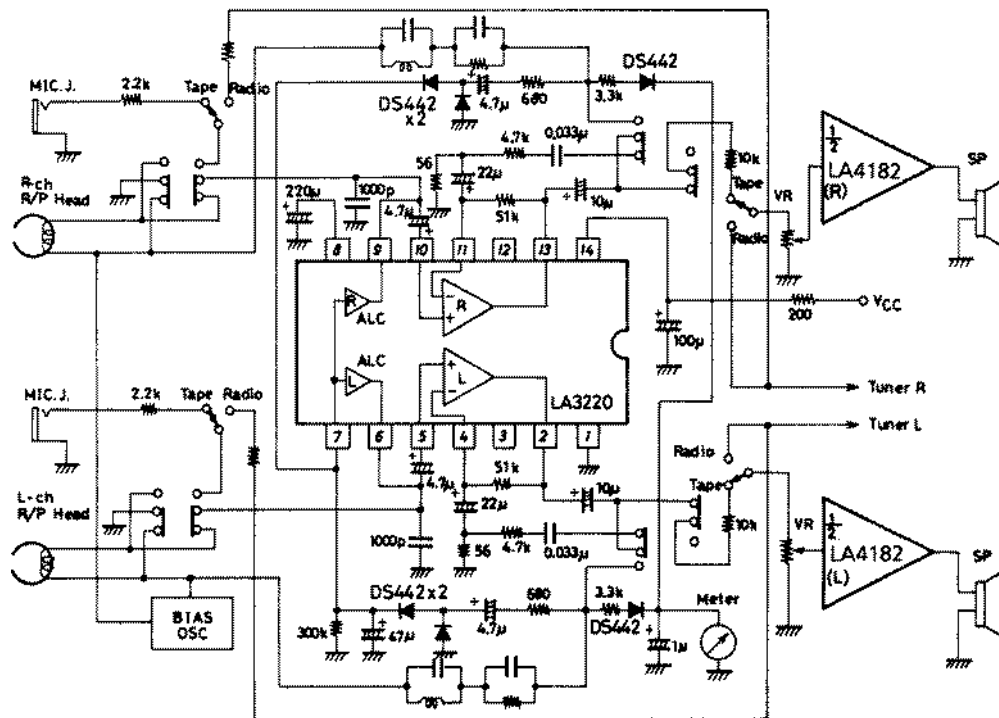 MIC. J.
2.2k
Tape
Radio
R-ch
R/P Head
DS442
x2
4.7μ
680
3.3k
DS442
4.7k
0.033μ
56
22μ
51k
10μ
220μ
1000p
4.7μ
8
9
10
11
12
13
14
R
ALC
R
ALC
L
L
LA3220
7
6
5
4
3
2
1
10k
Tape
Radio
VR
1/2
LA4182
(R)
SP
100μ
200
VCC
Tuner R
Tuner L
MIC. J.
2.2k
Tape
Radio
L-ch
R/P Head
BIAS
OSC
4.7μ
1000p
22μ
56
51k
4.7k
0.033μ
10μ
Radio
Tape
10k
VR
1/2
LA4182
(L)
SP
300k
47μ
DS442x2
4.7μ
680
3.3k
DS442
1μ
Meter